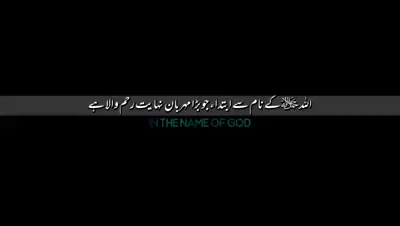 اللہ ﷻ کے نام سے ابتداء جو بڑا مہربان نہایت رحم والا ہے
IN THE NAME OF GOD